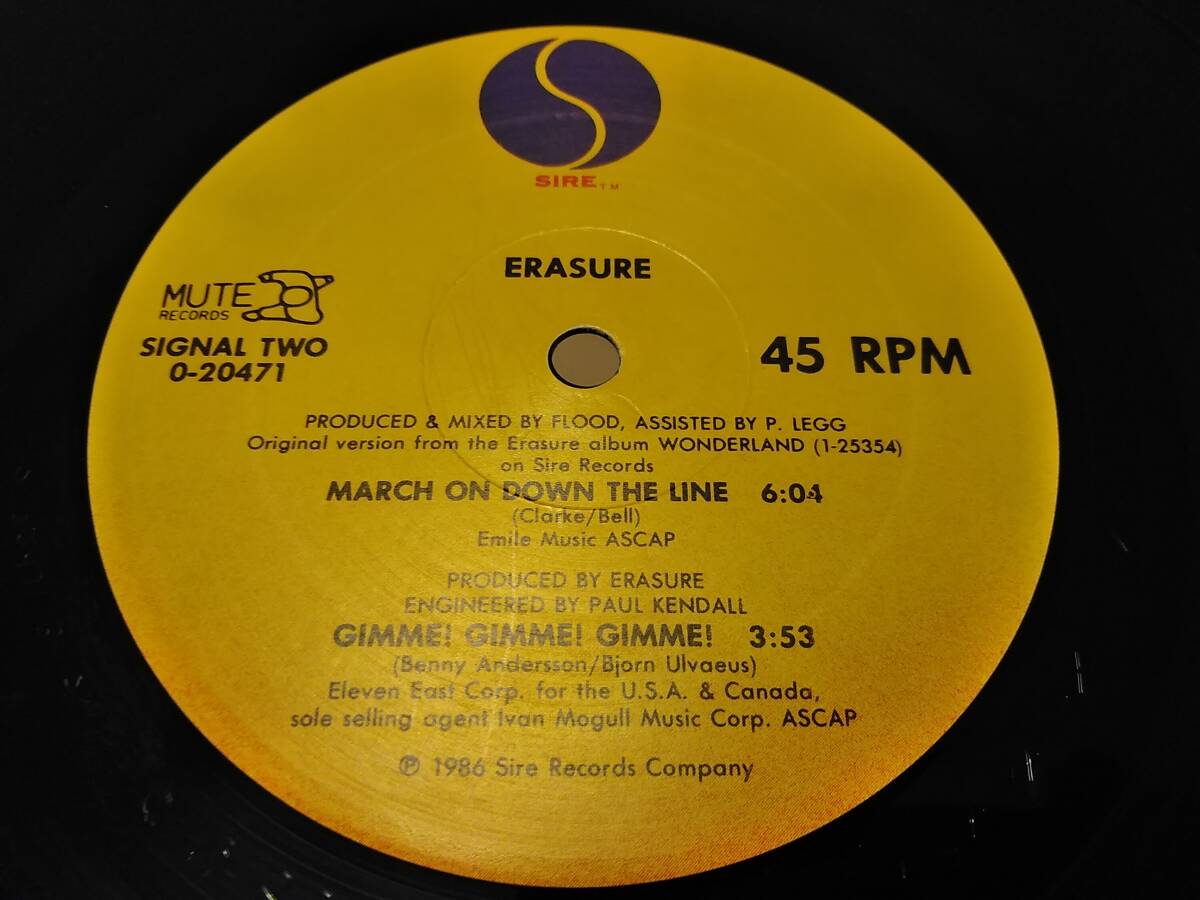 SIRE™
ERASURE
MUTE
RECORDS
SIGNAL TWO
0-20471
45 RPM
PRODUCED & MIXED BY FLOOD, ASSISTED BY P. LEGG
Original version from the Erasure album WONDERLAND (1-25354)
on Sire Records
MARCH ON DOWN THE LINE 6:04
(Clarke/Bell)
Emile Music ASCAP
PRODUCED BY ERASURE
ENGINEERED BY PAUL KENDALL
GIMME! GIMME! GIMME! 3:53
(Benny Andersson/Bjorn Ulvaeus)
Eleven East Corp. for the U.S.A. & Canada,
sole selling agent Ivan Mogull Music Corp. ASCAP
℗ 1986 Sire Records Company